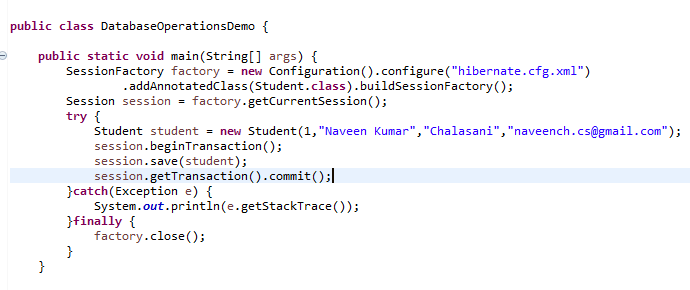 public class DatabaseOperationsDemo {
public static void main(String[] args) {
SessionFactory factory = new Configuration().configure("hibernate.cfg.xml")
.addAnnotatedClass(Student.class).buildSessionFactory();
Session session = factory.getCurrentSession();
try {
Student student = new Student(1,"Naveen Kumar","Chalasani","naveench.cs@gmail.com");
session.beginTransaction();
session.save(student);
session.getTransaction().commit();
}catch(Exception e) {
System.out.println(e.getStackTrace());
}finally {
factory.close();
}
}